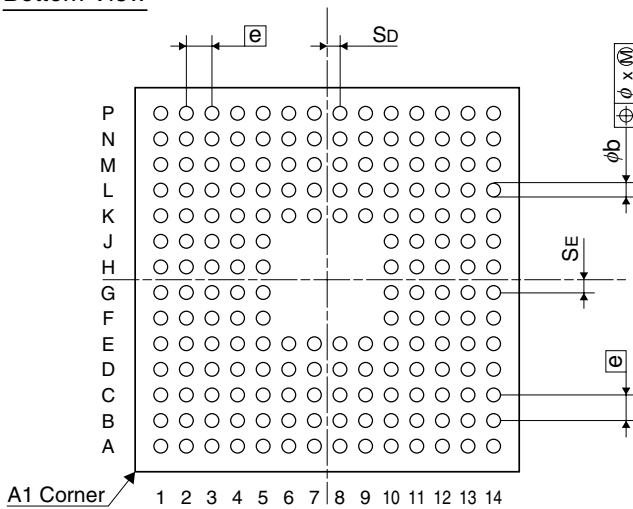 Bottom View
e
SD
⌖ φ x Ⓜ
φb
P
N
M
L
K
J
H
SE
G
F
E
D
C
e
B
A
A1 Corner
1 2 3 4 5 6 7 8 9 10 11 12 13 14